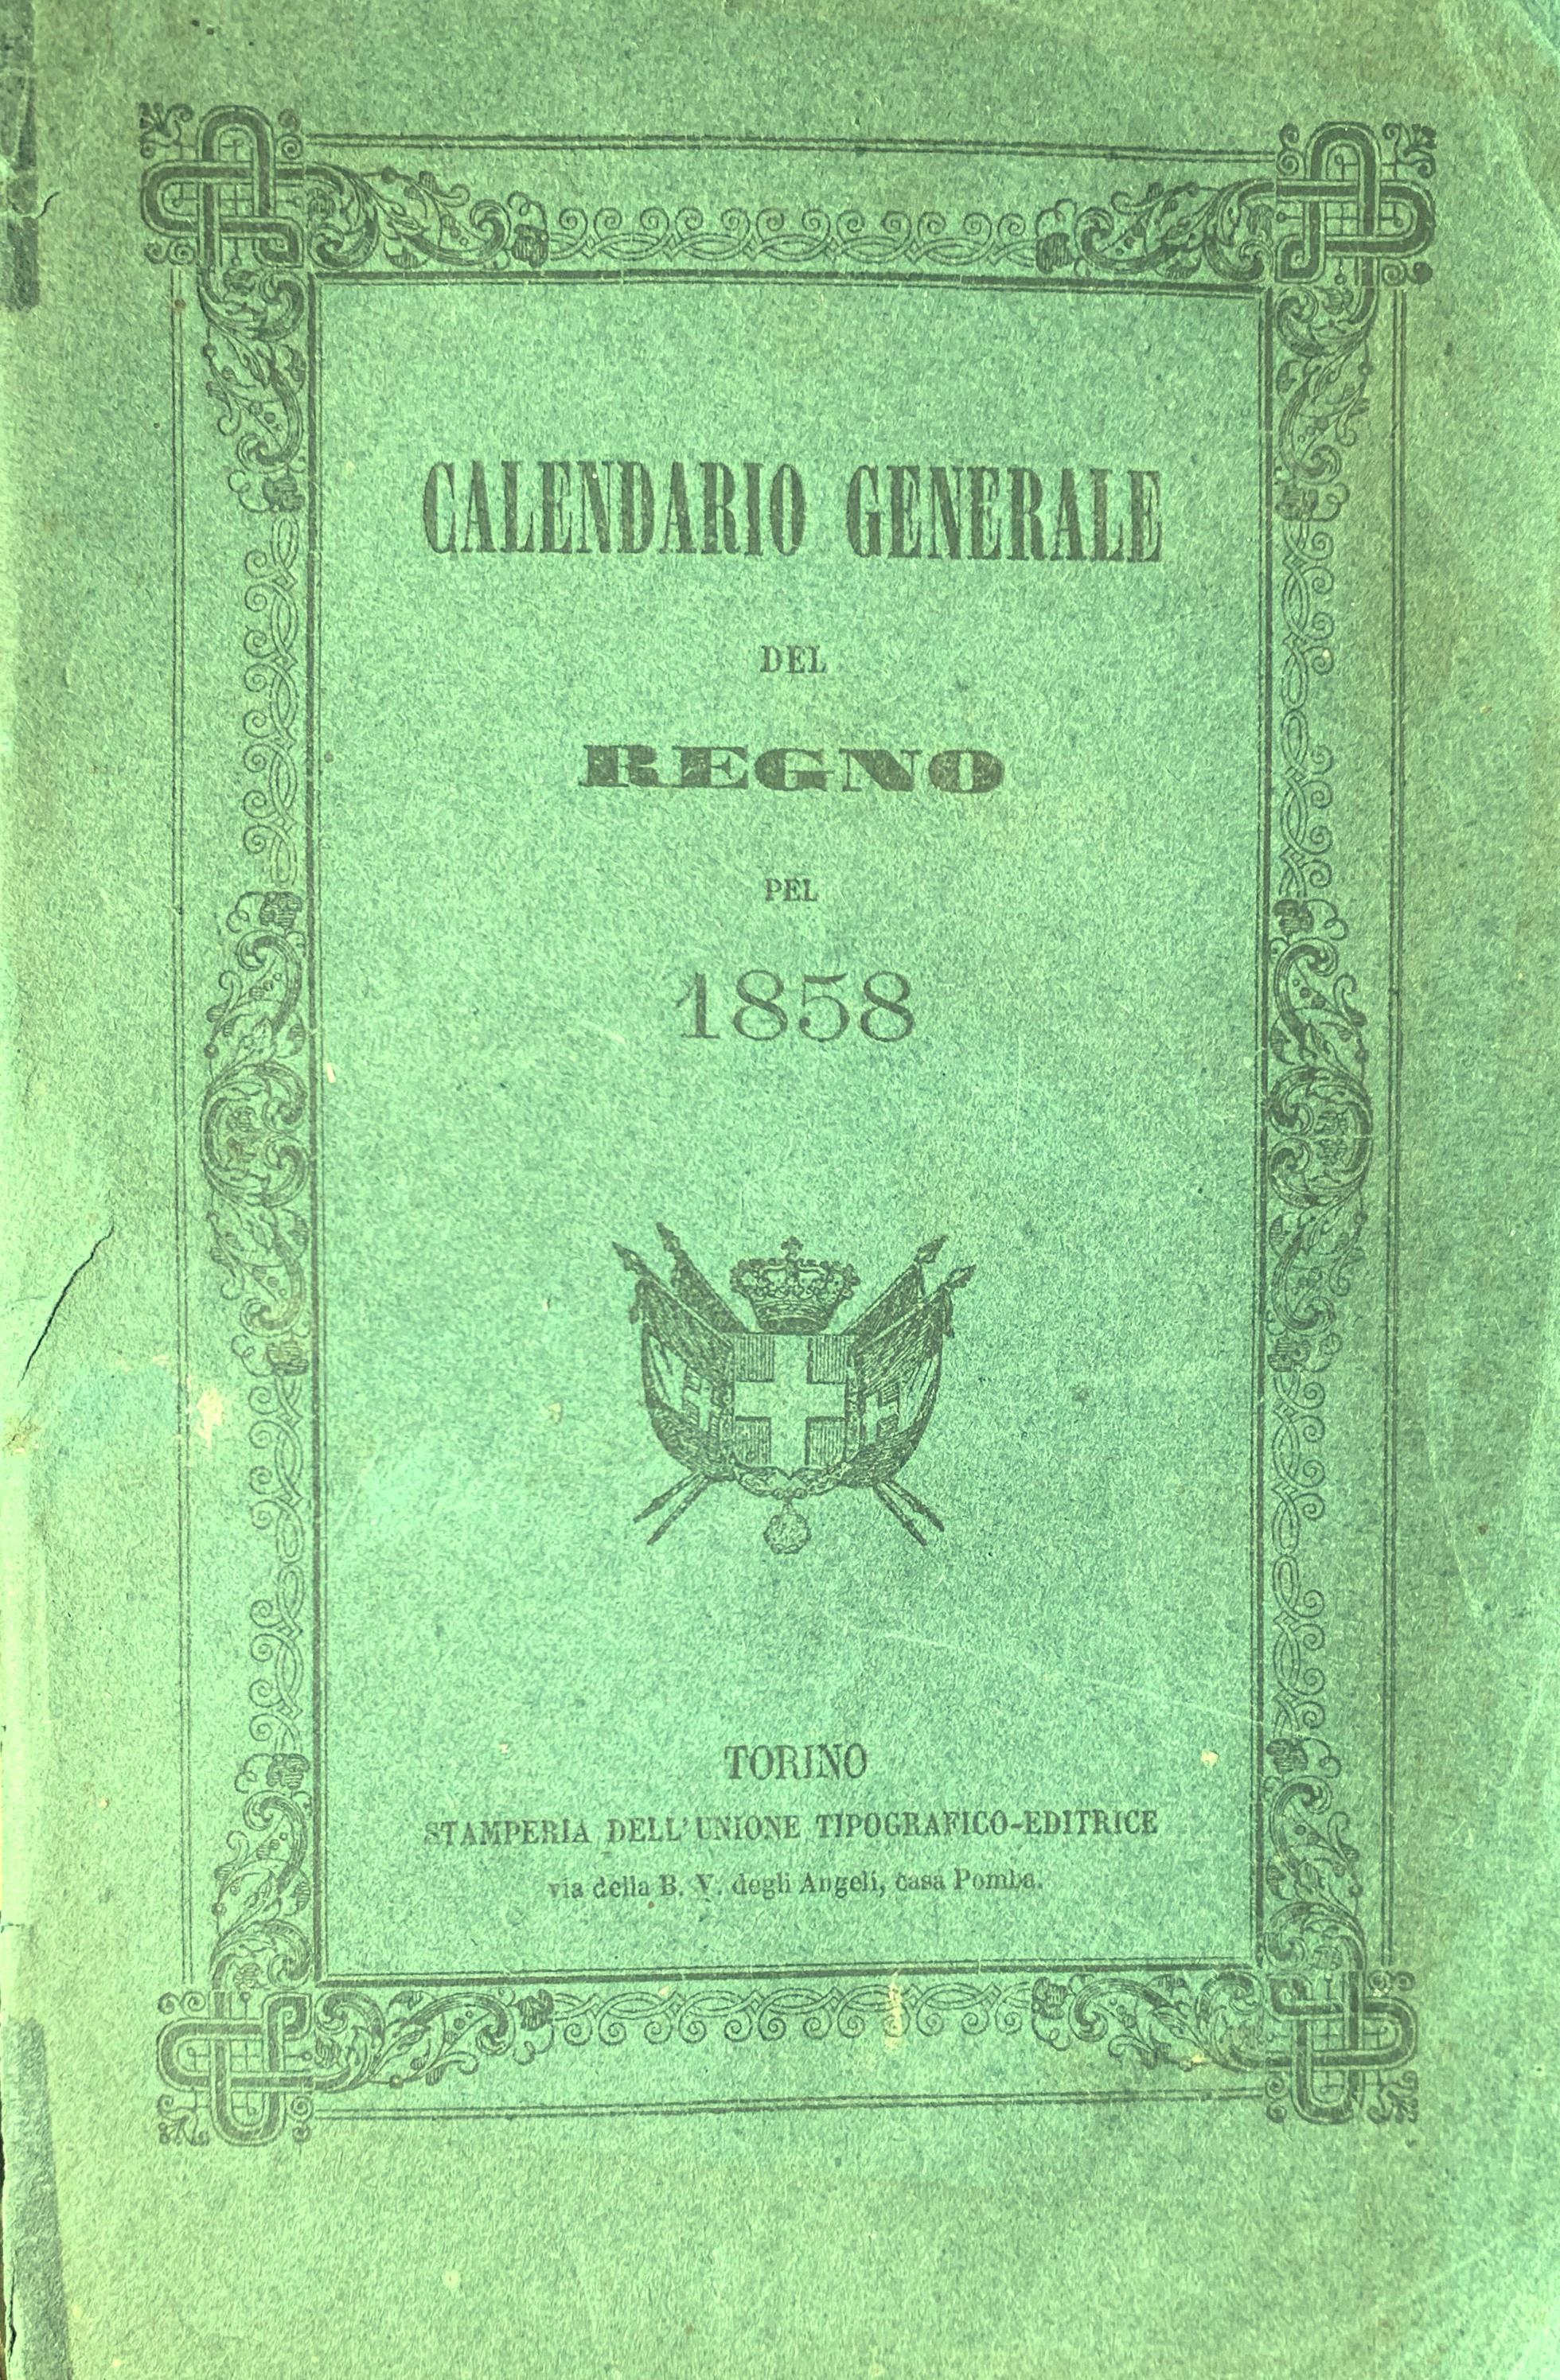 CALENDARIO GENERALE
DEL
REGNO
PEL
1858
TORINO
STAMPERIA DELL'UNIONE TIPOGRAFICO-EDITRICE
via della B. V. degli Angeli, casa Pomba.